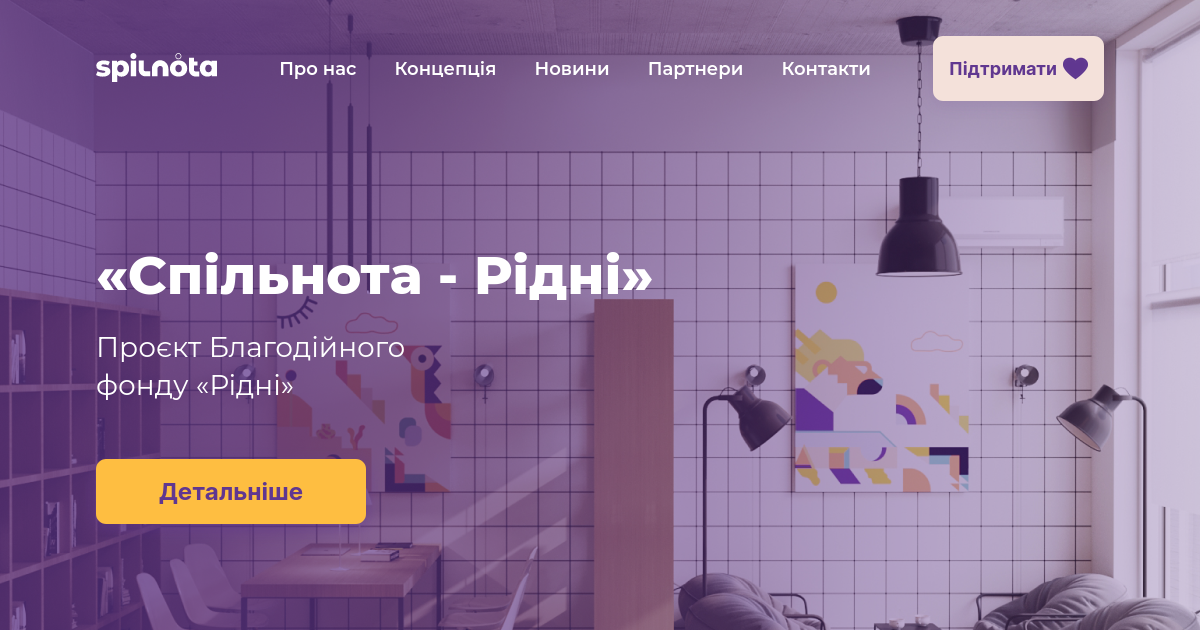 spilnota
Про нас
Концепція
Новини
Партнери
Контакти
Підтримати
«Спільнота - Рідні»
Проєкт Благодійного
фонду «Рідні»
Детальніше